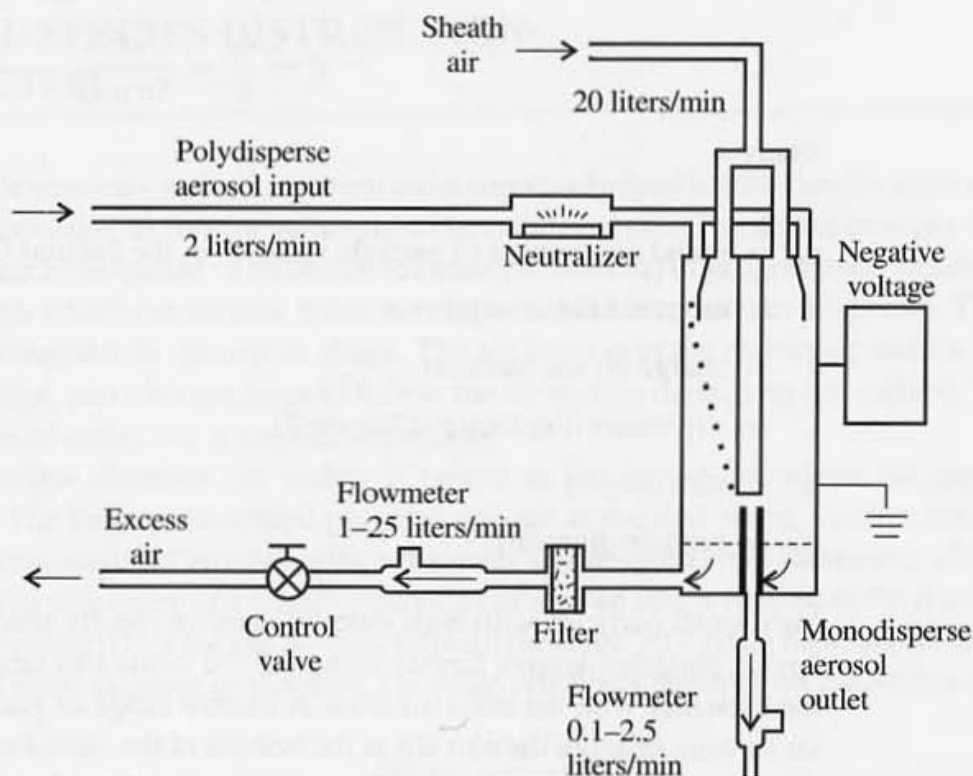 Sheath
air
20 liters/min
Polydisperse
aerosol input
2 liters/min
Neutralizer
Negative
voltage
Flowmeter
1–25 liters/min
Excess
air
Control
valve
Filter
Monodisperse
aerosol
outlet
Flowmeter
0.1–2.5
liters/min